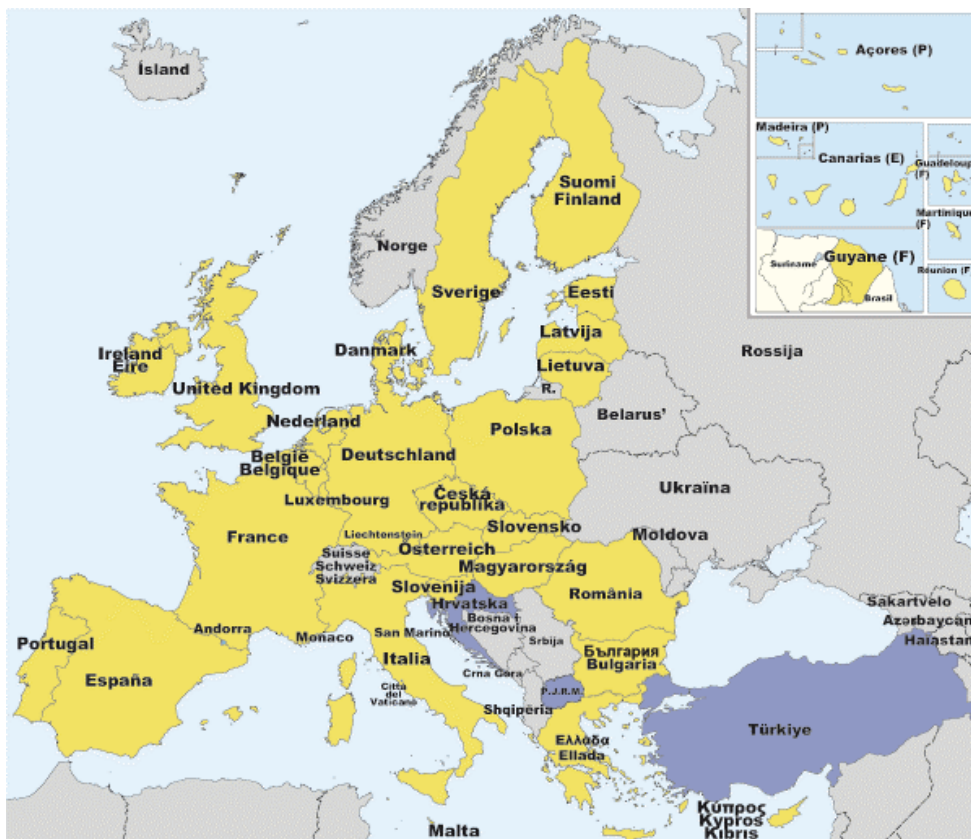 Ísland
Açores (P)
Madeira (P)
Canarias (E)
Guadeloup
(F)
Martinique
(F)
Guyane (F)
Suriname
Brasil
Réunion (F
Suomi
Finland
Norge
Sverige
Eesti
Latvija
Lietuva
R.
Rossija
Danmark
Ireland
Eire
United Kingdom
Nederland
Belarus'
Polska
België
Belgique
Deutschland
Luxembourg
Česká
republika
Ukraïna
Slovensko
France
Liechtenstein
Moldova
Suisse
Schweiz
Svizzera
Österreich
Magyarország
Slovenija
România
Hrvatska
Bosna i
Hercegovina
Sakartvelo
Azərbaycan
Haiastan
Portugal
Andorra
Monaco
San Marino
Srbija
Italia
България
Bulgaria
España
Crna Gora
Città
del
Vaticano
P.J.R.M.
Shqipëria
Türkiye
Ελλάδα
Ellada
Κύπρος
Kypros
Kıbrıs
Malta